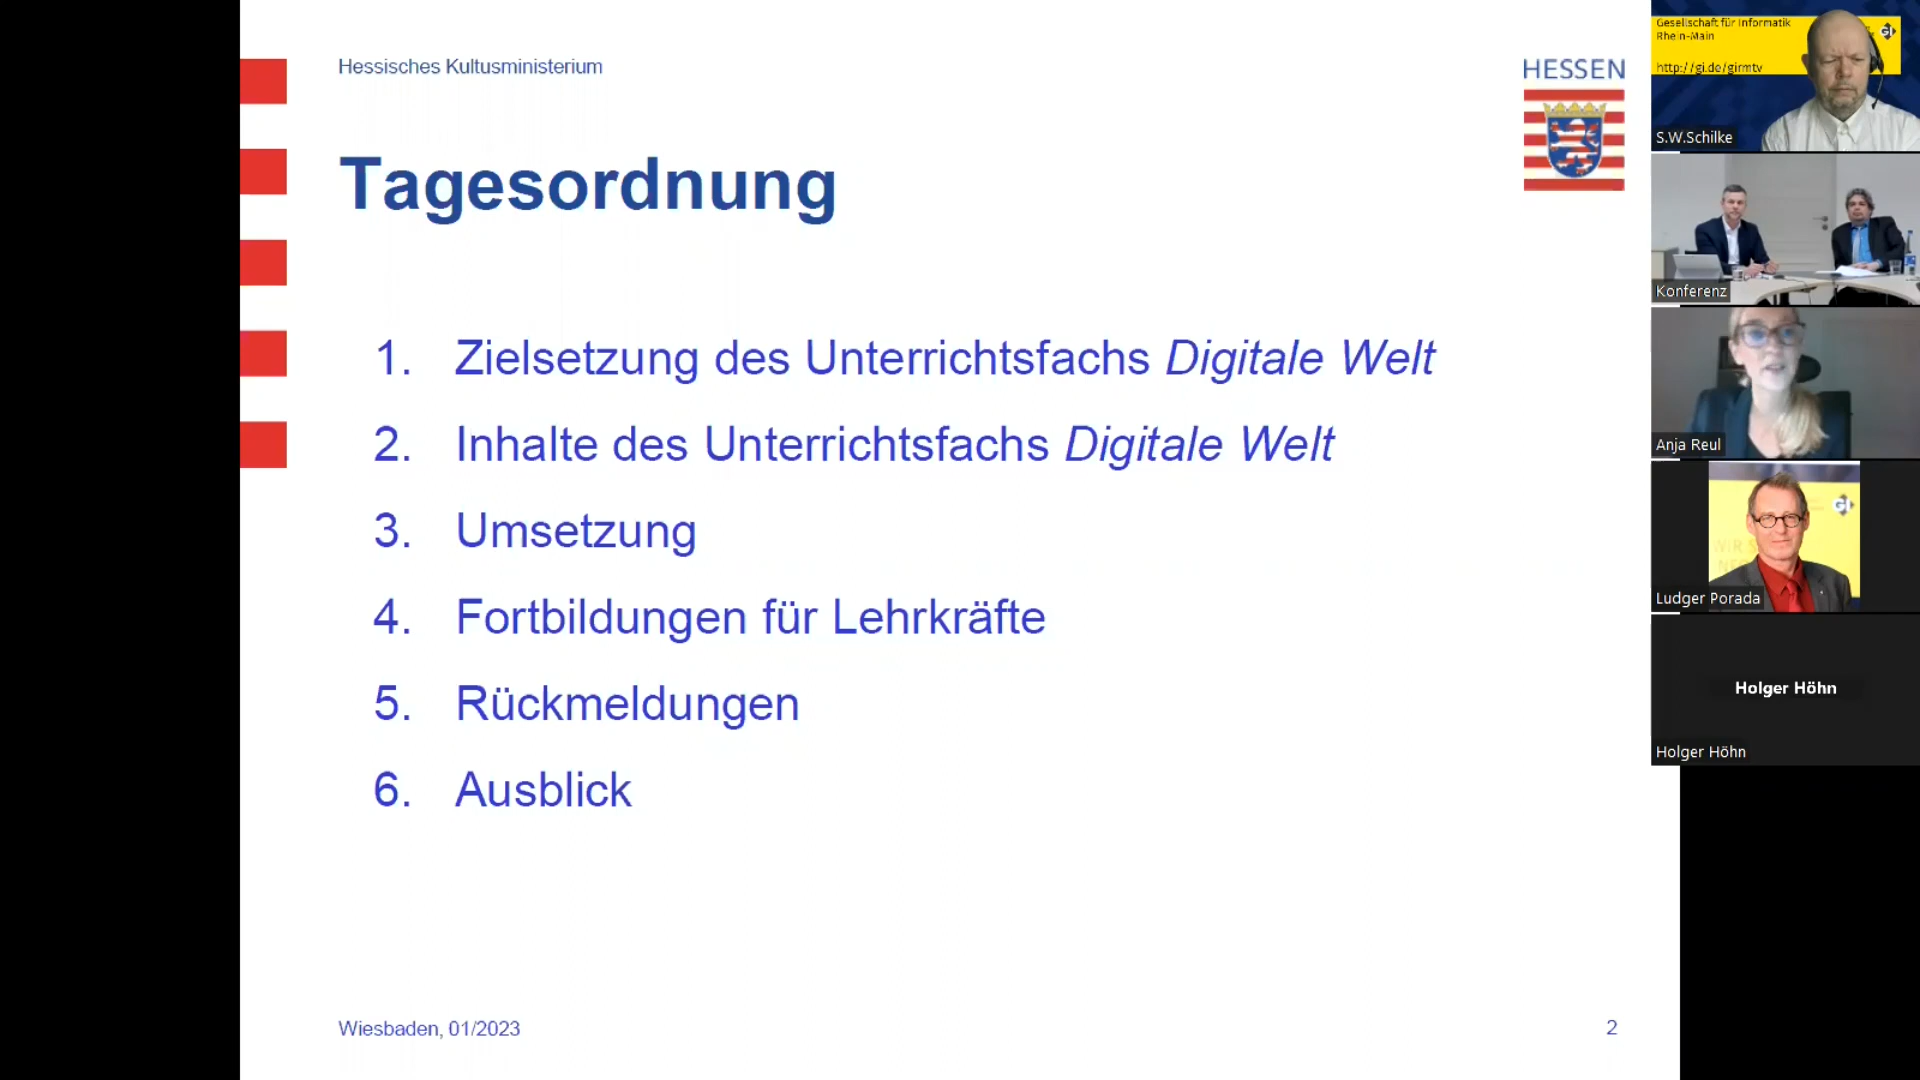 Hessisches Kultusministerium
HESSEN
Tagesordnung
1. Zielsetzung des Unterrichtsfachs Digitale Welt
2. Inhalte des Unterrichtsfachs Digitale Welt
3. Umsetzung
4. Fortbildungen für Lehrkräfte
5. Rückmeldungen
6. Ausblick
Wiesbaden, 01/2023
2
Gesellschaft für Informatik
Rhein-Main
GI
http://gi.de/girmtv
S.W.Schilke
Konferenz
Anja Reul
GI
Ludger Porada
Holger Höhn
Holger Höhn